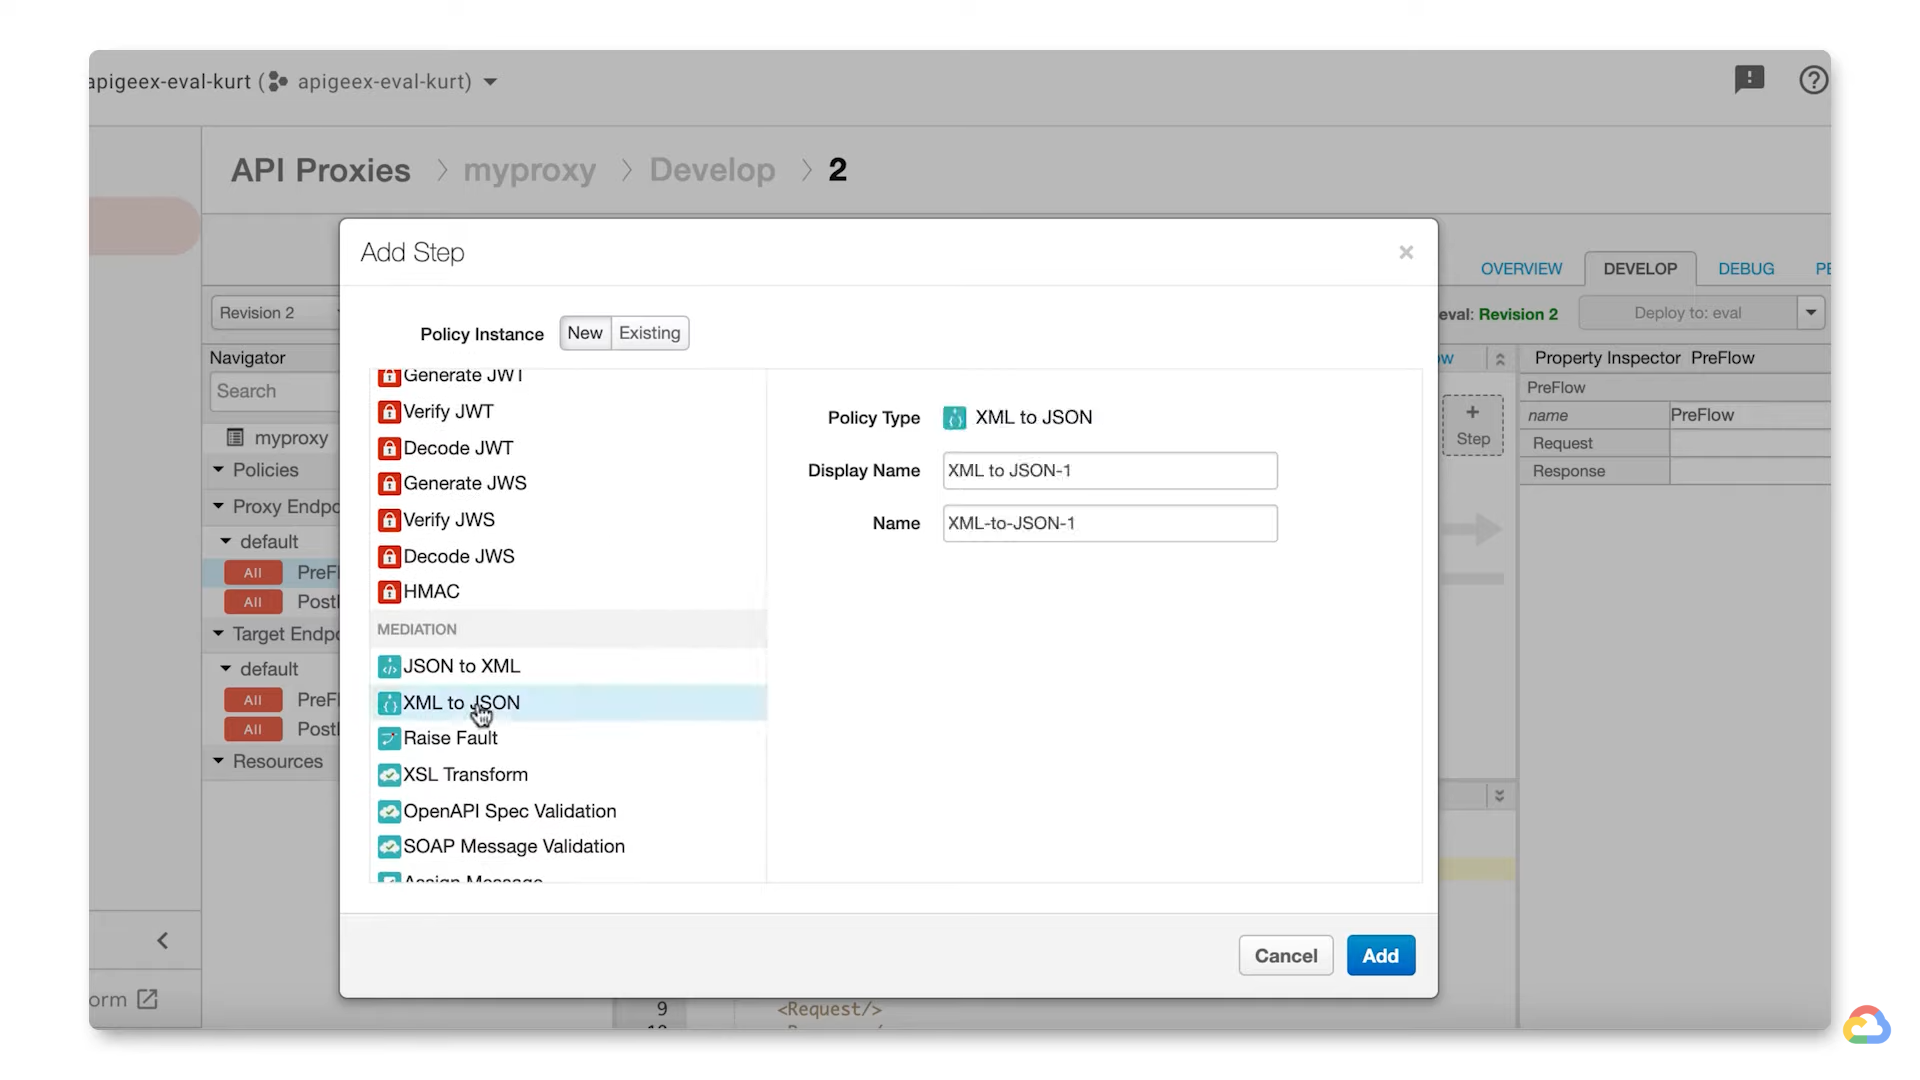 apigeex-eval-kurt ( apigeex-eval-kurt)
API Proxies > myproxy > Develop > 2
Add Step
×
OVERVIEW DEVELOP DEBUG
Revision 2
Policy Instance New Existing
eval: Revision 2 Deploy to: eval
Navigator
Search
myproxy
Policies
Proxy Endpo
default
All PreF
All Post
Target Endpo
default
All PreF
All Post
Resources
Generate JWT
Verify JWT
Decode JWT
Generate JWS
Verify JWS
Decode JWS
HMAC
MEDIATION
JSON to XML
XML to JSON
Raise Fault
XSL Transform
OpenAPI Spec Validation
SOAP Message Validation
Assign Message
Policy Type XML to JSON
Display Name XML to JSON-1
Name XML-to-JSON-1
Cancel Add
+
Step
Property Inspector PreFlow
PreFlow
name PreFlow
Request
Response
orm
9 <Request/>